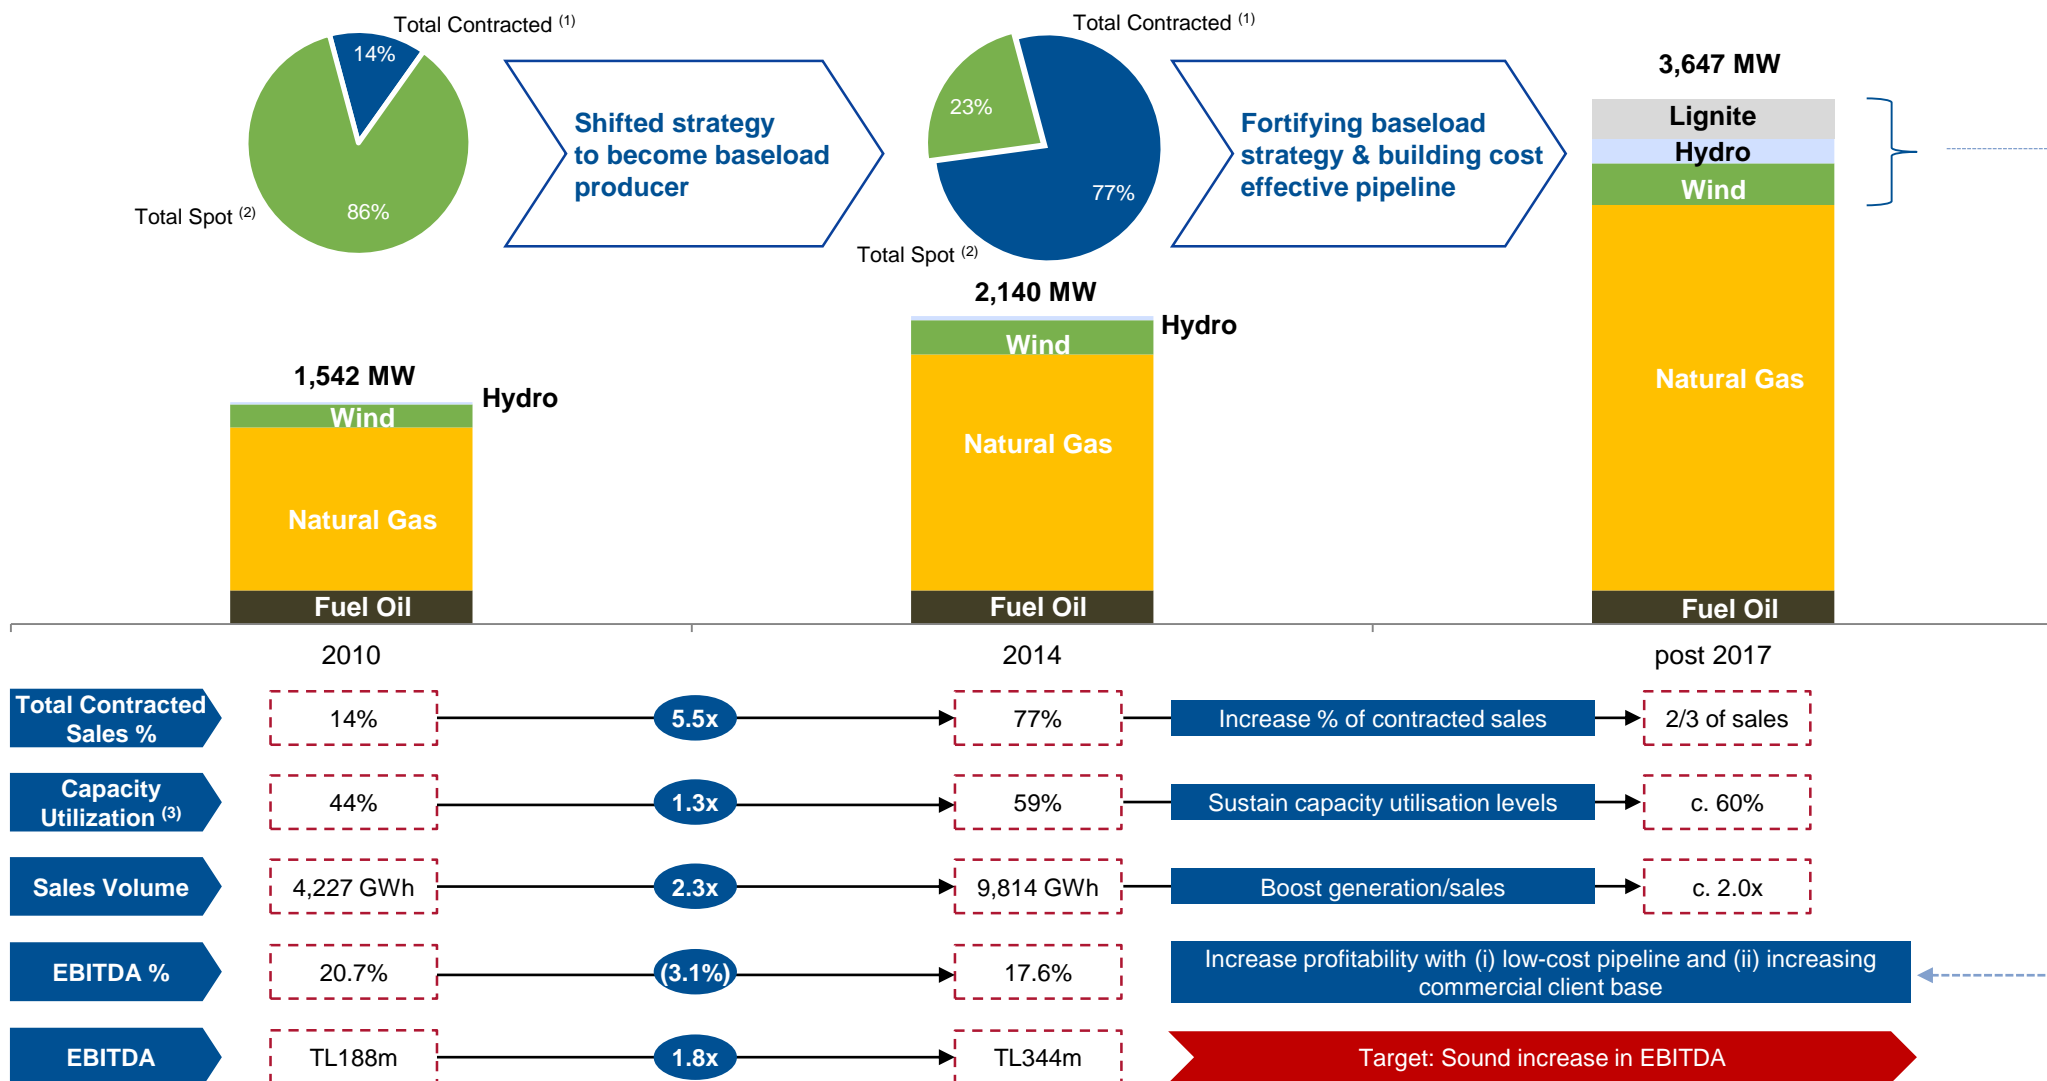 Total Contracted (1)
14%
86%
Total Spot (2)
Shifted strategy
to become baseload
producer
Total Contracted (1)
23%
77%
Total Spot (2)
Fortifying baseload
strategy & building cost
effective pipeline
3,647 MW
Lignite
Hydro
Wind
Natural Gas
Fuel Oil
2,140 MW
Hydro
Wind
Natural Gas
Fuel Oil
1,542 MW
Hydro
Wind
Natural Gas
Fuel Oil
2010
2014
post 2017
Total Contracted
Sales %
14%
5.5x
77%
Increase % of contracted sales
2/3 of sales
Capacity
Utilization (3)
44%
1.3x
59%
Sustain capacity utilisation levels
c. 60%
Sales Volume
4,227 GWh
2.3x
9,814 GWh
Boost generation/sales
c. 2.0x
EBITDA %
20.7%
(3.1%)
17.6%
Increase profitability with (i) low-cost pipeline and (ii) increasing
commercial client base
EBITDA
TL188m
1.8x
TL344m
Target: Sound increase in EBITDA